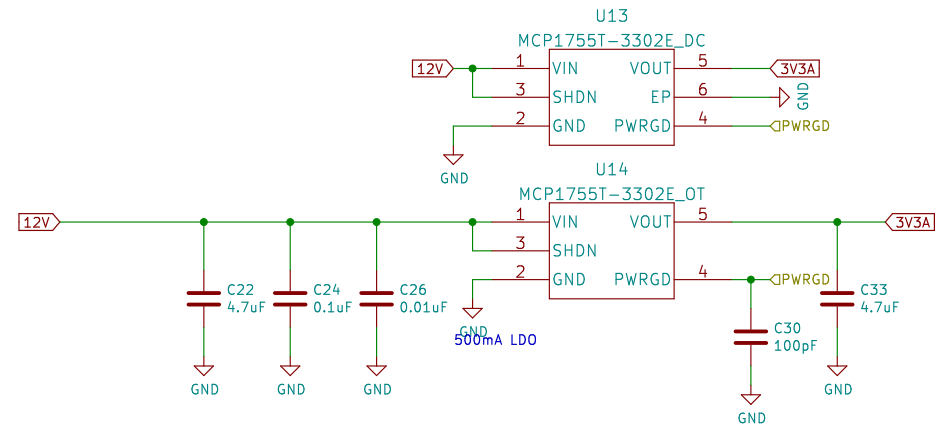 U13
MCP1755T-3302E_DC
12V
1
VIN
VOUT
5
3V3A
3
SHDN
EP
6
GND
2
GND
PWRGD
4
PWRGD
GND
U14
MCP1755T-3302E_OT
12V
1
VIN
VOUT
5
3V3A
3
SHDN
2
GND
PWRGD
4
PWRGD
C22
4.7uF
C24
0.1uF
C26
0.01uF
C33
4.7uF
GND
500mA LDO
C30
100pF
GND
GND
GND
GND
GND